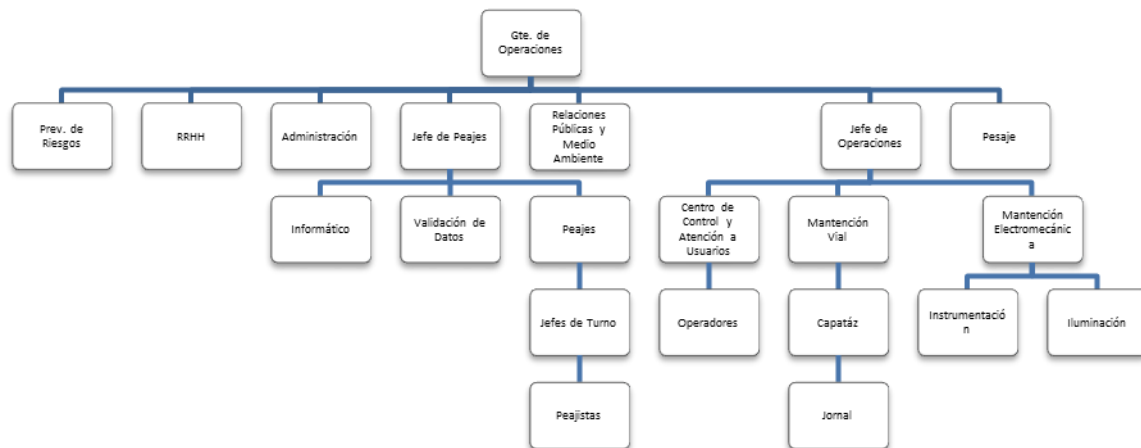 Gte. de
Operaciones
Prev. de
Riesgos
RRHH
Administración
Jefe de Peajes
Relaciones
Públicas y
Medio
Ambiente
Jefe de
Operaciones
Pesaje
Informático
Validación de
Datos
Peajes
Centro de
Control y
Atención a
Usuarios
Mantención
Vial
Mantención
Electromecánic
a
Jefes de Turno
Operadores
Capatáz
Instrumentació
n
Iluminación
Peajistas
Jornal